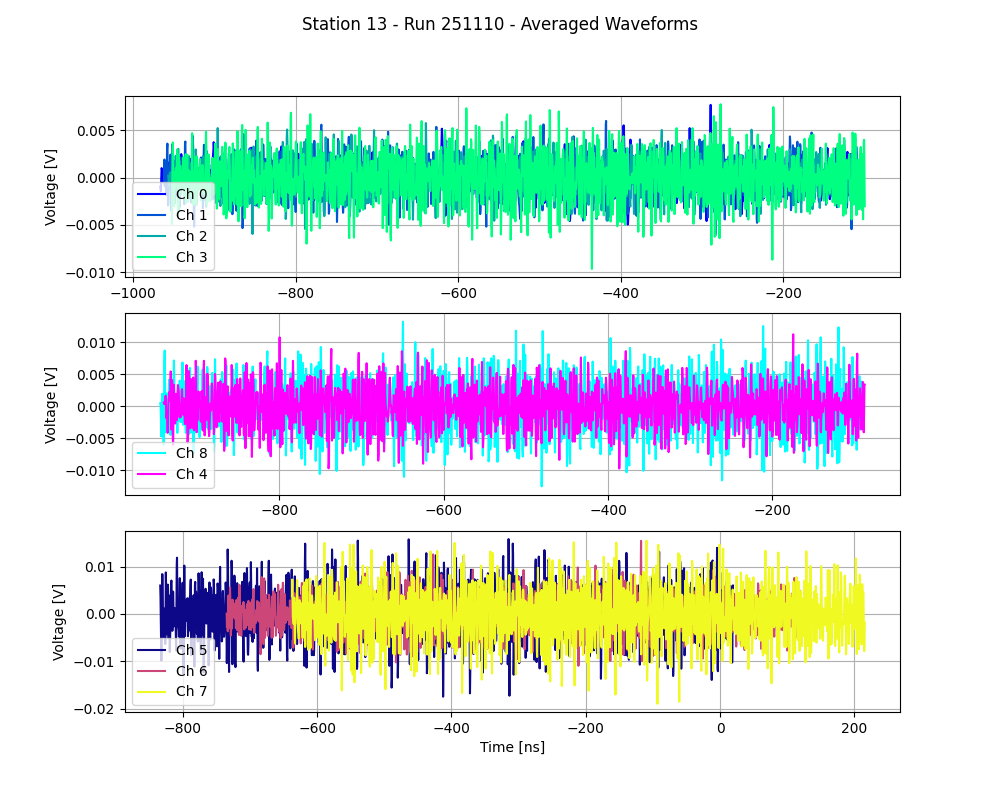 Station 13 - Run 251110 - Averaged Waveforms
Voltage [V]
0.005
0.000
−0.005
−0.010
Ch 0
Ch 1
Ch 2
Ch 3
−1000 −800 −600 −400 −200
Voltage [V]
0.010
0.005
0.000
−0.005
−0.010
Ch 8
Ch 4
−800 −600 −400 −200
Voltage [V]
0.01
0.00
−0.01
−0.02
Ch 5
Ch 6
Ch 7
−800 −600 −400 −200 0 200
Time [ns]